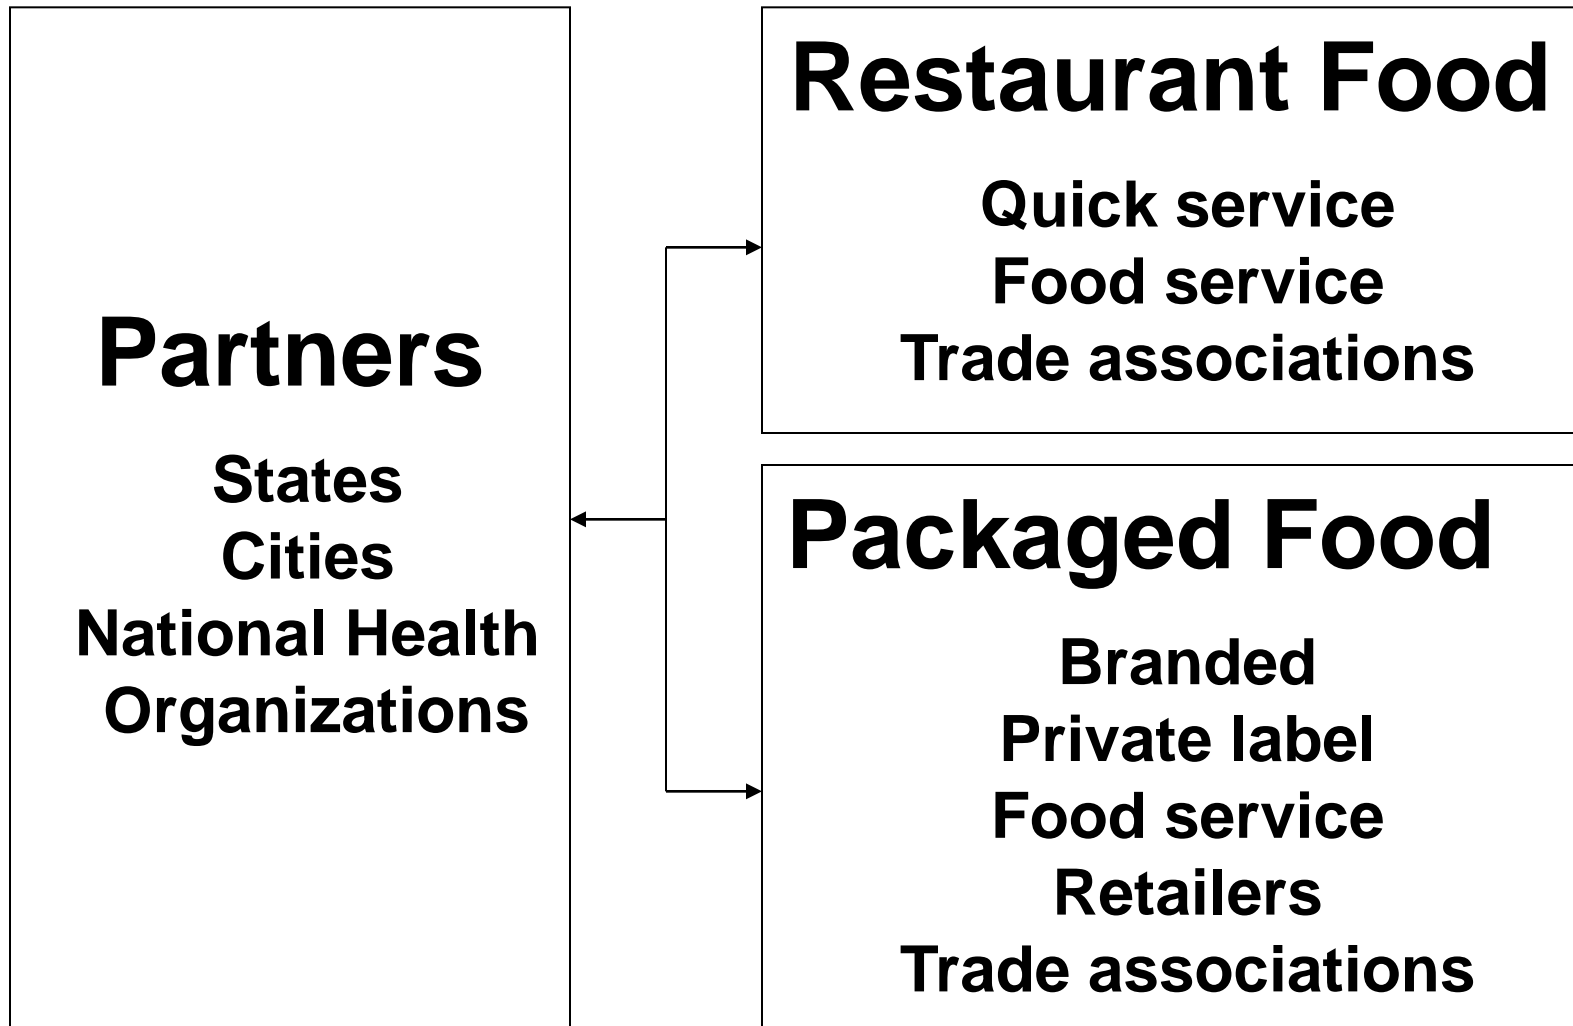 Partners
States
Cities
National Health
Organizations
Restaurant Food
Quick service
Food service
Trade associations
Packaged Food
Branded
Private label
Food service
Retailers
Trade associations